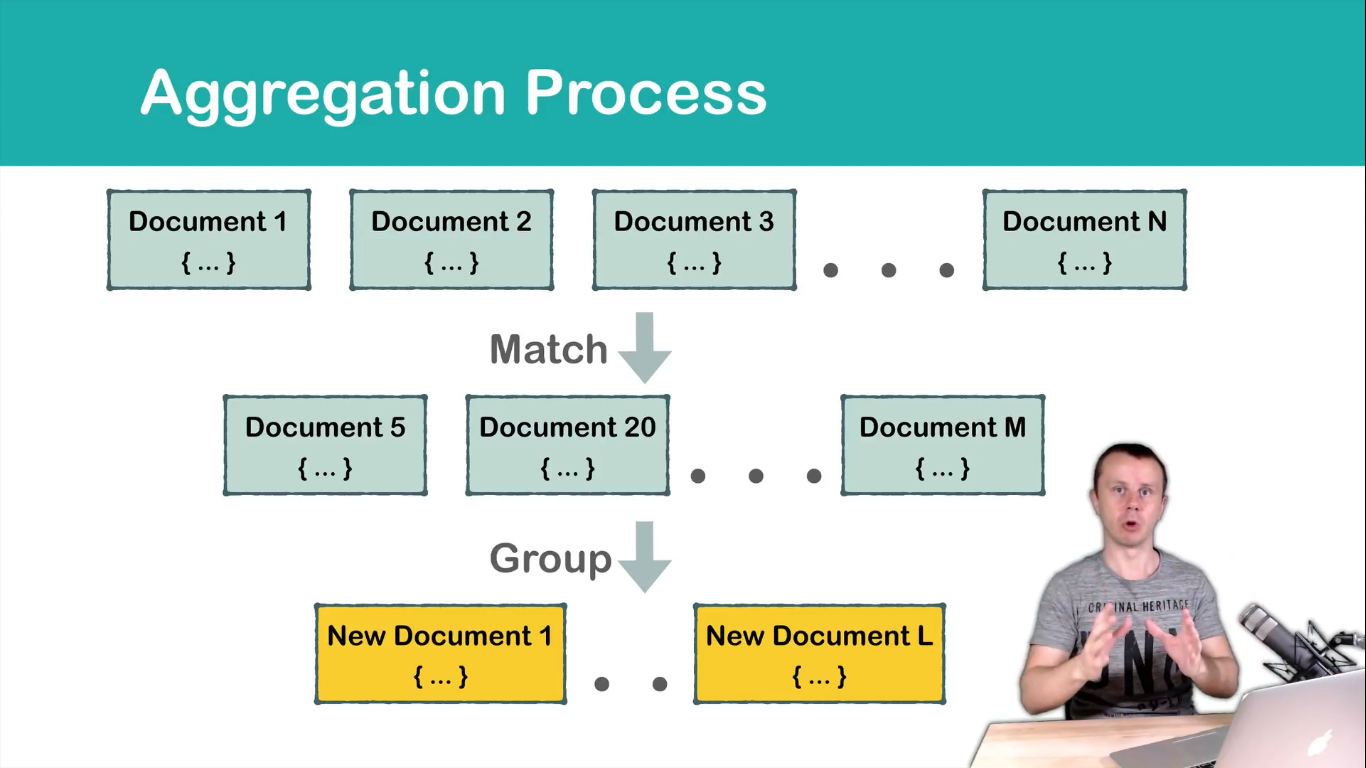 Aggregation Process
Document 1
{ ... }
Document 2
{ ... }
Document 3
{ ... }
Document N
{ ... }
Match
Document 5
{ ... }
Document 20
{ ... }
Document M
{ ... }
Group
New Document 1
{ ... }
New Document L
{ ... }
ORIGINAL HERITAGE